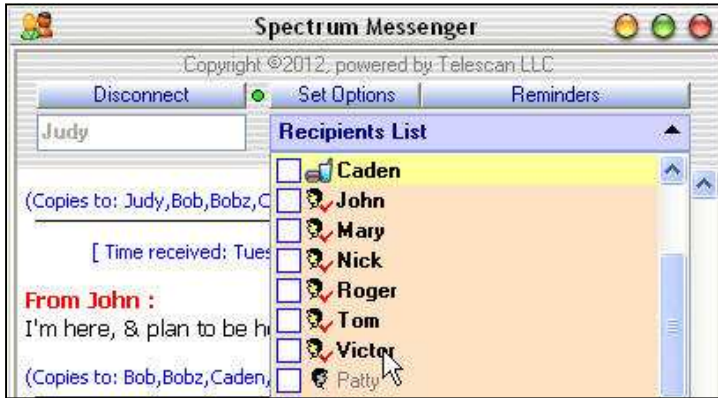 Spectrum Messenger
Copyright ©2012, powered by Telescan LLC
Disconnect Set Options Reminders
Judy
Recipients List
Caden
John
Mary
Nick
Roger
Tom
Victor
Patty
(Copies to: Judy,Bob,Bobz,C
[ Time received: Tues
From John :
I'm here, & plan to be h
(Copies to: Bob,Bobz,Caden,